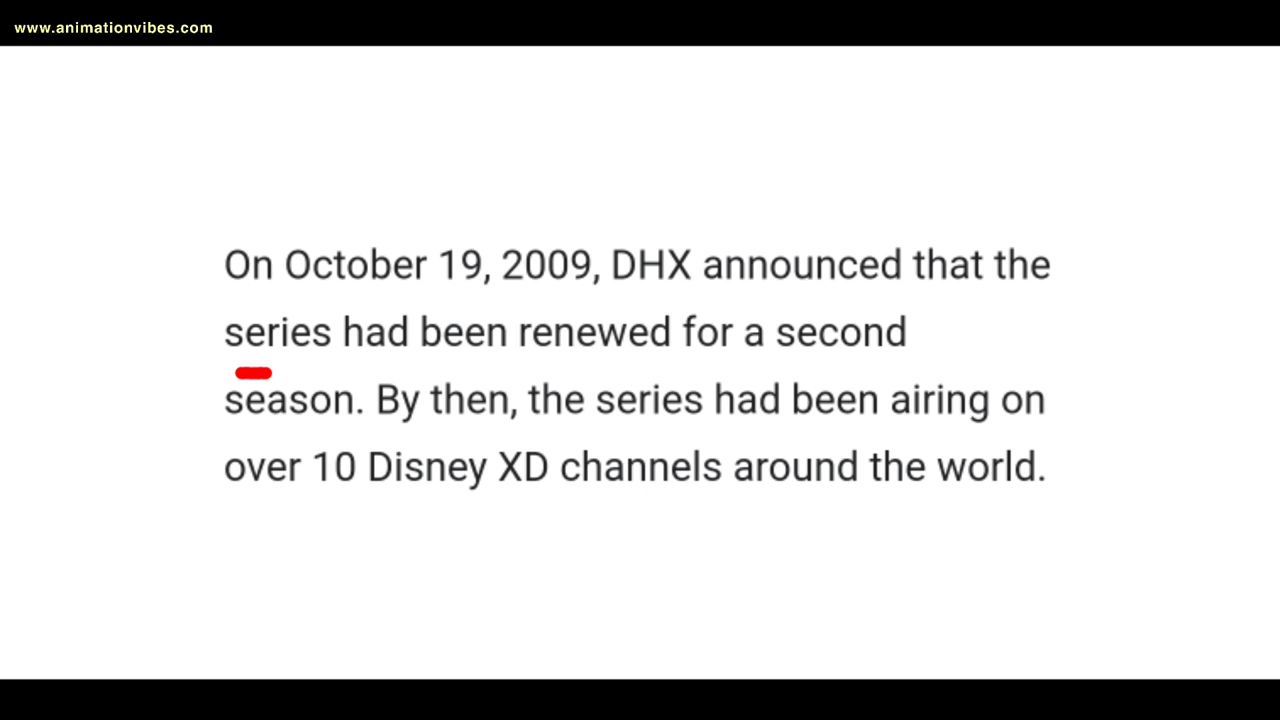 www.animationvibes.com
On October 19, 2009, DHX announced that the
series had been renewed for a second
season. By then, the series had been airing on
over 10 Disney XD channels around the world.